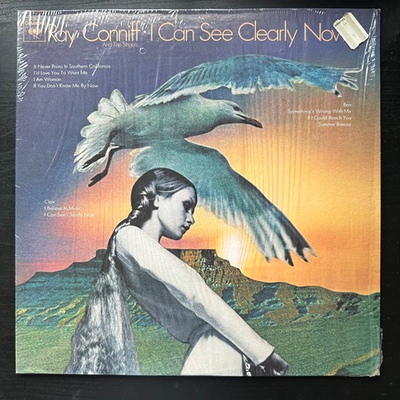 Ray Conniff I Can See Clearly Now
And The Singers
It Never Rains In Southern California
I'd Love You To Want Me
I Am Woman
If You Don't Know Me By Now
Ben
Something's Wrong With Me
If I Could Reach You
Summer Breeze
Clair
I Believe In Music
I Can See Clearly Now